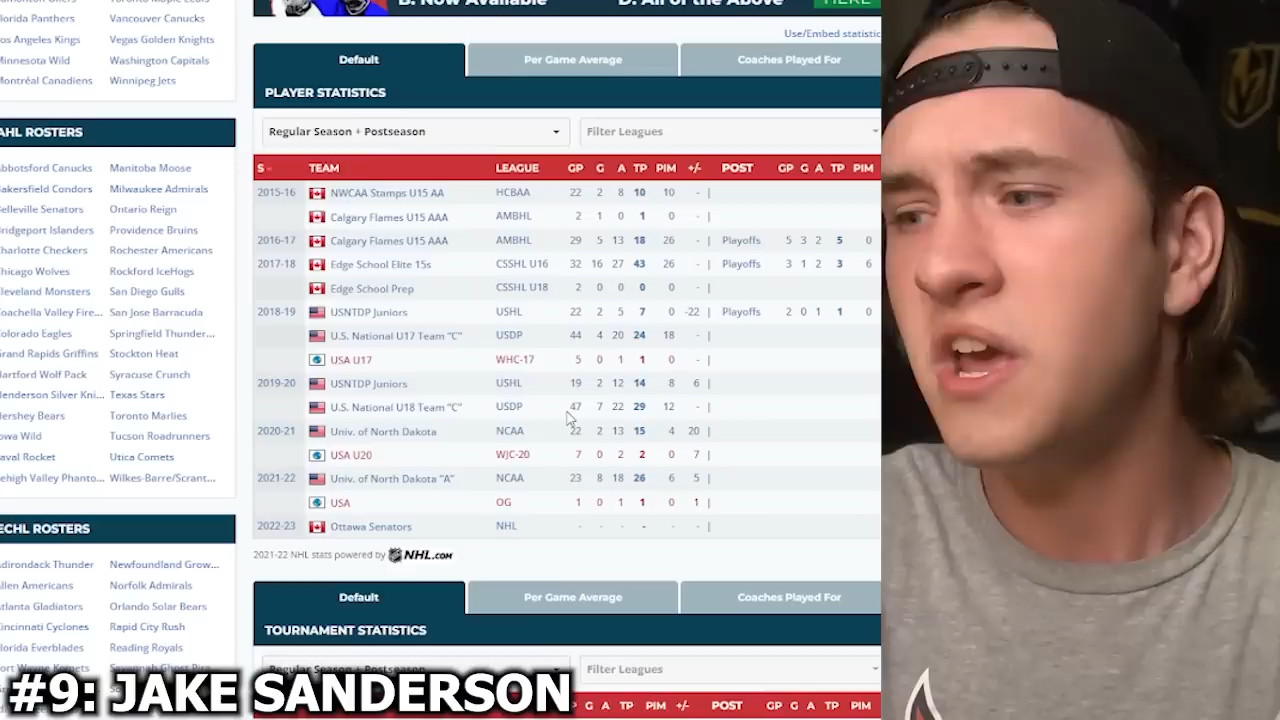 B. Now Available D. All of the Above HERE
Florida Panthers Vancouver Canucks
Los Angeles Kings Vegas Golden Knights
Minnesota Wild Washington Capitals
Montréal Canadiens Winnipeg Jets
AHL ROSTERS
Abbotsford Canucks Manitoba Moose
Bakersfield Condors Milwaukee Admirals
Belleville Senators Ontario Reign
Bridgeport Islanders Providence Bruins
Charlotte Checkers Rochester Americans
Chicago Wolves Rockford IceHogs
Cleveland Monsters San Diego Gulls
Coachella Valley Fire... San Jose Barracuda
Colorado Eagles Springfield Thunder...
Grand Rapids Griffins Stockton Heat
Hartford Wolf Pack Syracuse Crunch
Henderson Silver Kni... Texas Stars
Hershey Bears Toronto Marlies
Iowa Wild Tucson Roadrunners
Laval Rocket Utica Comets
Lehigh Valley Phanto... Wilkes-Barre/Scrant...
ECHL ROSTERS
Adirondack Thunder Newfoundland Grow...
Allen Americans Norfolk Admirals
Atlanta Gladiators Orlando Solar Bears
Cincinnati Cyclones Rapid City Rush
Florida Everblades Reading Royals
Fort Wayne Komets Savannah Ghost Pira...
Use/Embed statistic
Default Per Game Average Coaches Played For
PLAYER STATISTICS
Regular Season + Postseason Filter Leagues
S TEAM LEAGUE GP G A TP PIM +/- POST GP G A TP PIM
2015-16 NWCAA Stamps U15 AA HCBAA 22 2 8 10 10 - |
Calgary Flames U15 AAA AMBHL 2 1 0 1 0 - |
2016-17 Calgary Flames U15 AAA AMBHL 29 5 13 18 26 - | Playoffs 5 3 2 5 0
2017-18 Edge School Elite 15s CSSHL U16 32 16 27 43 26 - | Playoffs 3 1 2 3 6
Edge School Prep CSSHL U18 2 0 0 0 0 - |
2018-19 USNTDP Juniors USHL 22 2 5 7 0 -22 | Playoffs 2 0 1 1 0
U.S. National U17 Team "C" USDP 44 4 20 24 18 - |
USA U17 WHC-17 5 0 1 1 0 - |
2019-20 USNTDP Juniors USHL 19 2 12 14 8 6 |
U.S. National U18 Team "C" USDP 47 7 22 29 12 - |
2020-21 Univ. of North Dakota NCAA 22 2 13 15 4 20 |
USA U20 WJC-20 7 0 2 2 0 7 |
2021-22 Univ. of North Dakota "A" NCAA 23 8 18 26 6 5 |
USA OG 1 0 1 1 0 1 |
2022-23 Ottawa Senators NHL - - - - - - |
2021-22 NHL stats powered by NHL.COM
Default Per Game Average Coaches Played For
TOURNAMENT STATISTICS
Regular Season + Postseason Filter Leagues
G A TP PIM +/- POST GP G A TP PIM
#9: JAKE SANDERSON